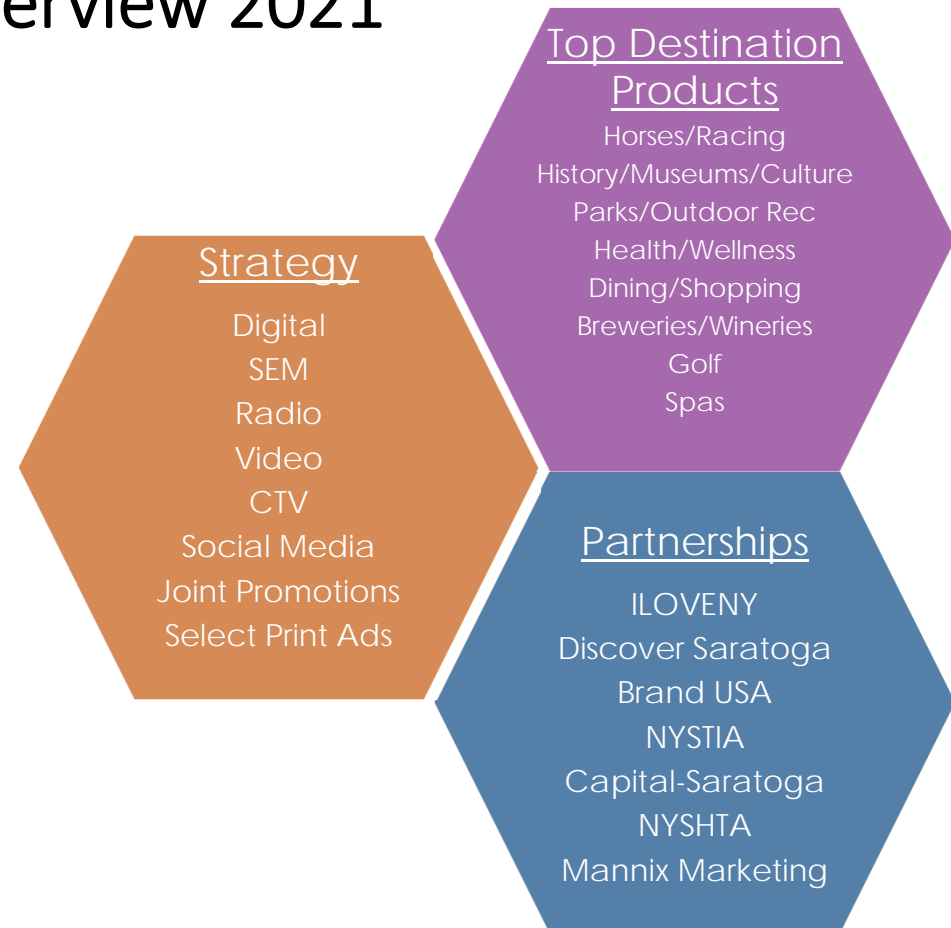 erview 2021
Top Destination
Products
Horses/Racing
History/Museums/Culture
Parks/Outdoor Rec
Health/Wellness
Dining/Shopping
Breweries/Wineries
Golf
Spas
Strategy
Digital
SEM
Radio
Video
CTV
Social Media
Joint Promotions
Select Print Ads
Partnerships
ILOVENY
Discover Saratoga
Brand USA
NYSTIA
Capital-Saratoga
NYSHTA
Mannix Marketing